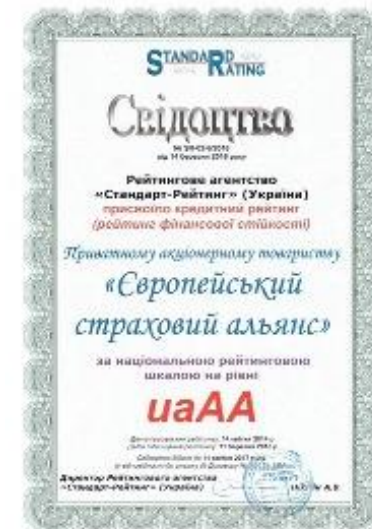 STANDARD
RATING
Свідоцтво
Рейтингове агентство
«Стандарт-Рейтинг» (Україна)
присвоїло кредитний рейтинг
(рейтинг фінансової стійкості)
Приватному акціонерному товариству
«Європейський
страховий альянс»
за національною рейтинговою
шкалою на рівні
uaAA
Директор Рейтингового агентства
«Стандарт-Рейтинг» (Україна)